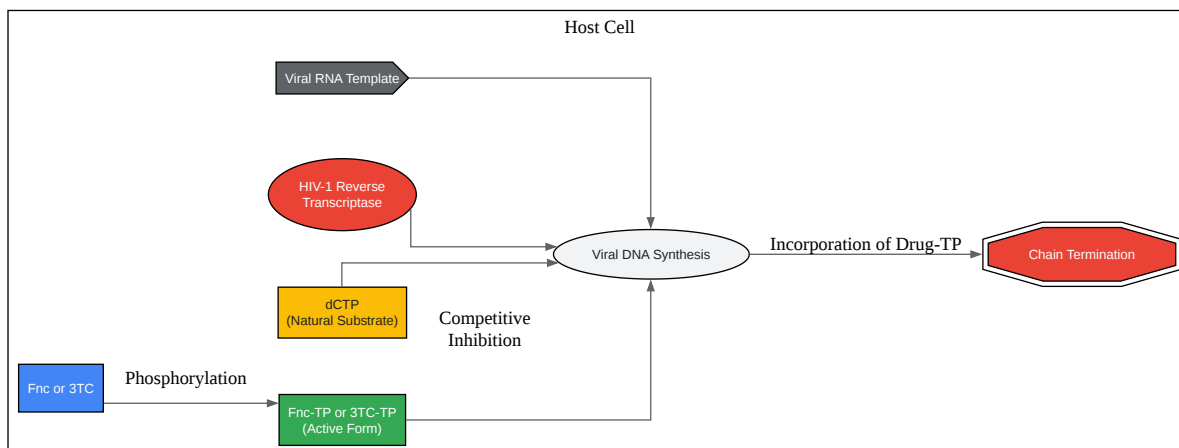 Host Cell
Viral RNA Template
HIV-1 Reverse
Transcriptase
Viral DNA Synthesis
Incorporation of Drug-TP
Chain Termination
dCTP
(Natural Substrate)
Competitive
Inhibition
Fnc or 3TC
Phosphorylation
Fnc-TP or 3TC-TP
(Active Form)